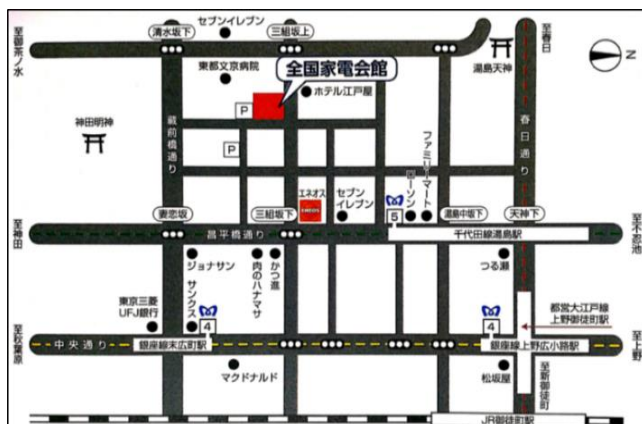 至御茶ノ水
清水坂下
セブンイレブン
三組坂上
至春日
東都文京病院
全国家電会館
ホテル江戸屋
湯島天神
N
神田明神
蔵前橋通り
P
P
春日通り
ファミリーマート
ローソン
エネオス
ENEOS
セブン
イレブン
5
湯島中坂下
天神下
妻恋坂
三組坂下
至神田
昌平橋通り
千代田線湯島駅
至不忍池
ジョナサン
サンクス
肉のハナマサ
かつ進
つる瀬
東京三菱
UFJ銀行
4
4
都営大江戸線
上野御徒町駅
至秋葉原
中央通り
銀座線末広町駅
銀座線上野広小路駅
至上野
マクドナルド
松坂屋
至新御徒町
JR御徒町駅